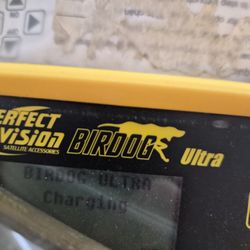 PERFECT
VISION
SATELLITE ACCESSORIES
BIRDOG
Ultra
BIRDOG ULTRA
Charging